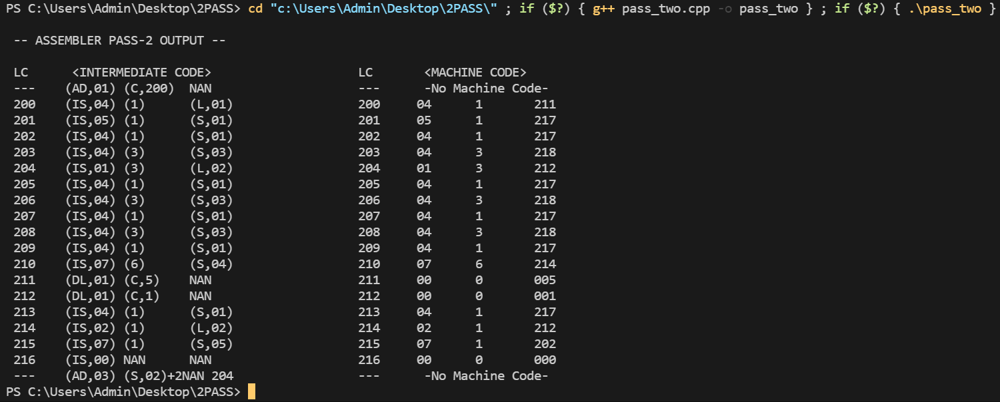 PS C:\Users\Admin\Desktop\2PASS> cd "c:\Users\Admin\Desktop\2PASS\" ; if ($?) { g++ pass_two.cpp -o pass_two } ; if ($?) { .\pass_two }
-- ASSEMBLER PASS-2 OUTPUT --
LC <INTERMEDIATE CODE> LC <MACHINE CODE>
--- (AD,01) (C,200) NAN --- -No Machine Code-
200 (IS,04) (1) (L,01) 200 04 1 211
201 (IS,05) (1) (S,01) 201 05 1 217
202 (IS,04) (1) (S,01) 202 04 1 217
203 (IS,04) (3) (S,03) 203 04 3 218
204 (IS,01) (3) (L,02) 204 01 3 212
205 (IS,04) (1) (S,01) 205 04 1 217
206 (IS,04) (3) (S,03) 206 04 3 218
207 (IS,04) (1) (S,01) 207 04 1 217
208 (IS,04) (3) (S,03) 208 04 3 218
209 (IS,04) (1) (S,01) 209 04 1 217
210 (IS,07) (6) (S,04) 210 07 6 214
211 (DL,01) (C,5) NAN 211 00 0 005
212 (DL,01) (C,1) NAN 212 00 0 001
213 (IS,04) (1) (S,01) 213 04 1 217
214 (IS,02) (1) (L,02) 214 02 1 212
215 (IS,07) (1) (S,05) 215 07 1 202
216 (IS,00) NAN NAN 216 00 0 000
--- (AD,03) (S,02)+2NAN 204 --- -No Machine Code-
PS C:\Users\Admin\Desktop\2PASS>